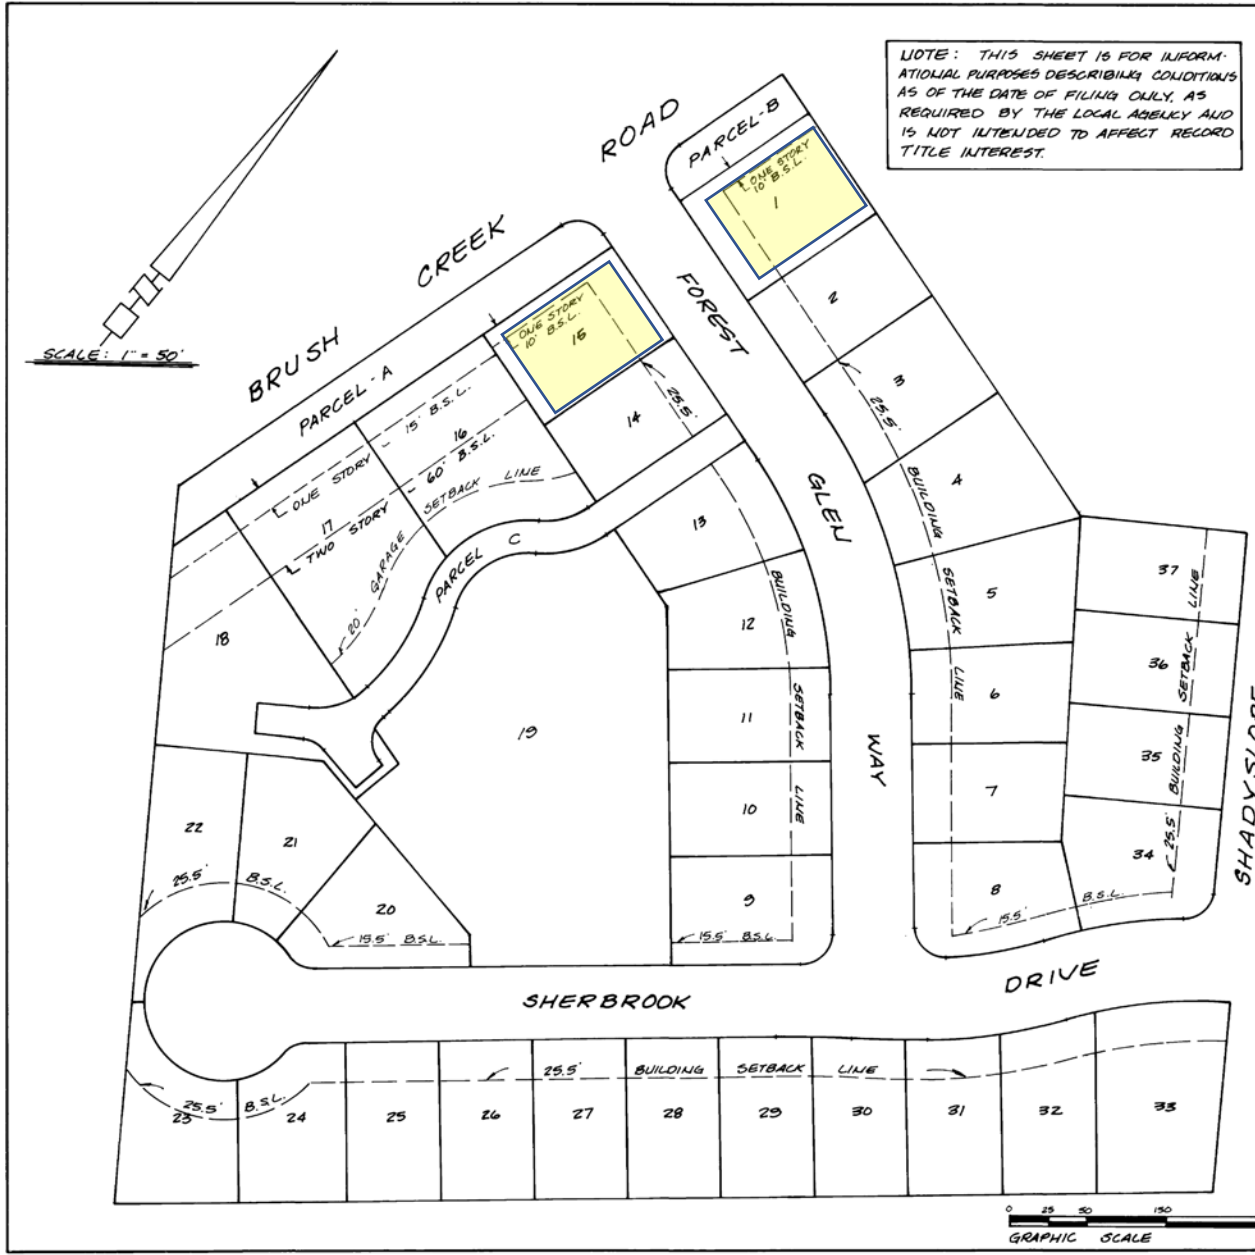 NOTE: THIS SHEET IS FOR INFORM-
ATIONAL PURPOSES DESCRIBING CONDITIONS
AS OF THE DATE OF FILING ONLY, AS
REQUIRED BY THE LOCAL AGENCY AND
IS NOT INTENDED TO AFFECT RECORD
TITLE INTEREST.
SCALE: 1" = 50'
BRUSH CREEK ROAD
PARCEL-B
ONE STORY
10' B.S.L.
1
2
3
4
5
6
7
8
25.5' BUILDING SETBACK LINE
15.5' B.S.L.
FOREST GLEN WAY
PARCEL-A
ONE STORY
10' B.S.L.
15
14
25.5'
16
17
18
ONE STORY 15' B.S.L.
TWO STORY 60' B.S.L.
20' GARAGE SETBACK LINE
PARCEL C
13
12
11
10
9
BUILDING SETBACK LINE
15.5' B.S.L.
19
37
36
35
34
25.5' BUILDING SETBACK LINE
SHADY SLOPE
22
21
20
25.5' B.S.L.
15.5' B.S.L.
SHERBROOK DRIVE
25.5' BUILDING SETBACK LINE
25.5' B.S.L.
23
24
25
26
27
28
29
30
31
32
33
0 25 50 150
GRAPHIC SCALE